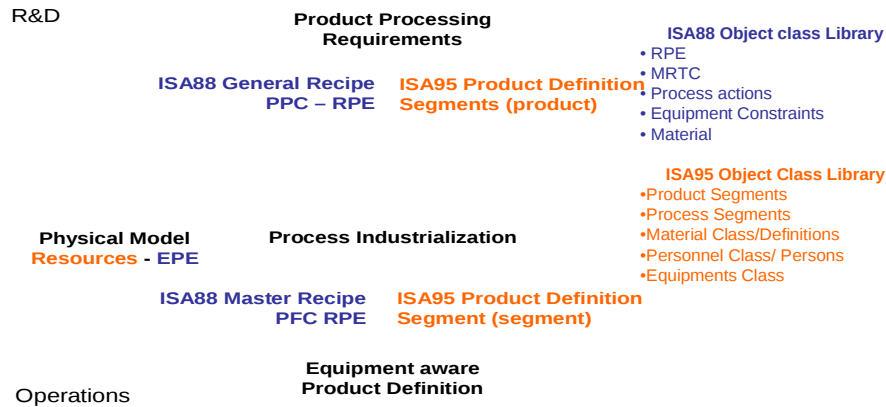 R&D
Product Processing
Requirements
ISA88 General Recipe
PPC – RPE
ISA95 Product Definition
Segments (product)
ISA88 Object class Library
• RPE
• MRTC
• Process actions
• Equipment Constraints
• Material
ISA95 Object Class Library
•Product Segments
•Process Segments
•Material Class/Definitions
•Personnel Class/ Persons
•Equipments Class
Physical Model
Resources - EPE
Process Industrialization
ISA88 Master Recipe
PFC RPE
ISA95 Product Definition
Segment (segment)
Equipment aware
Product Definition
Operations